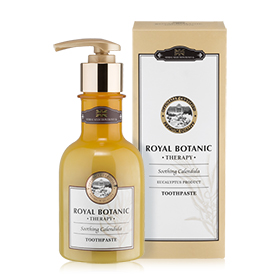 ROYAL BOTANIC
• THERAPY •
Soothing Calendula
TOOTHPASTE
ROYAL BOTANIC
• THERAPY •
Soothing Calendula
EUCALYPTUS PRODUCT
TOOTHPASTE